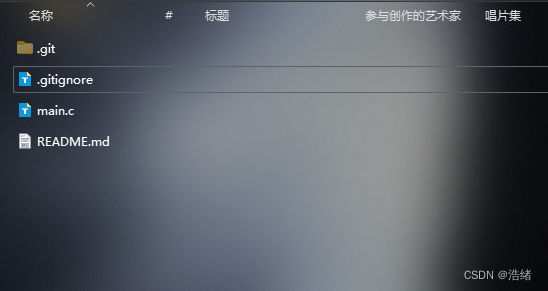 名称 # 标题 参与创作的艺术家 唱片集
.git
.gitignore
main.c
README.md
CSDN @浩绪